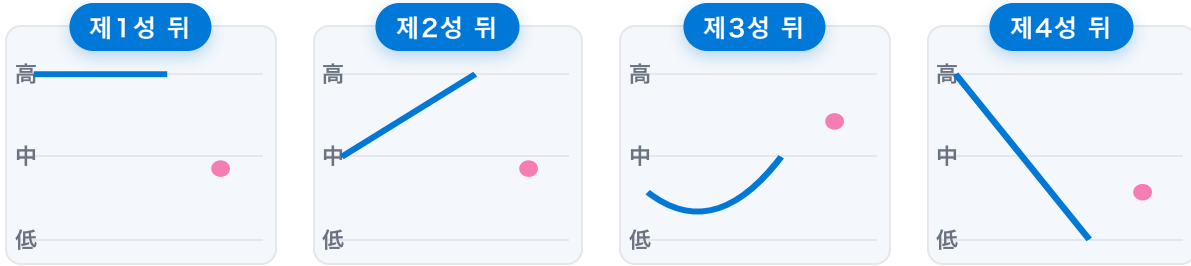 제1성 뒤
高
中
低
제2성 뒤
高
中
低
제3성 뒤
高
中
低
제4성 뒤
高
中
低